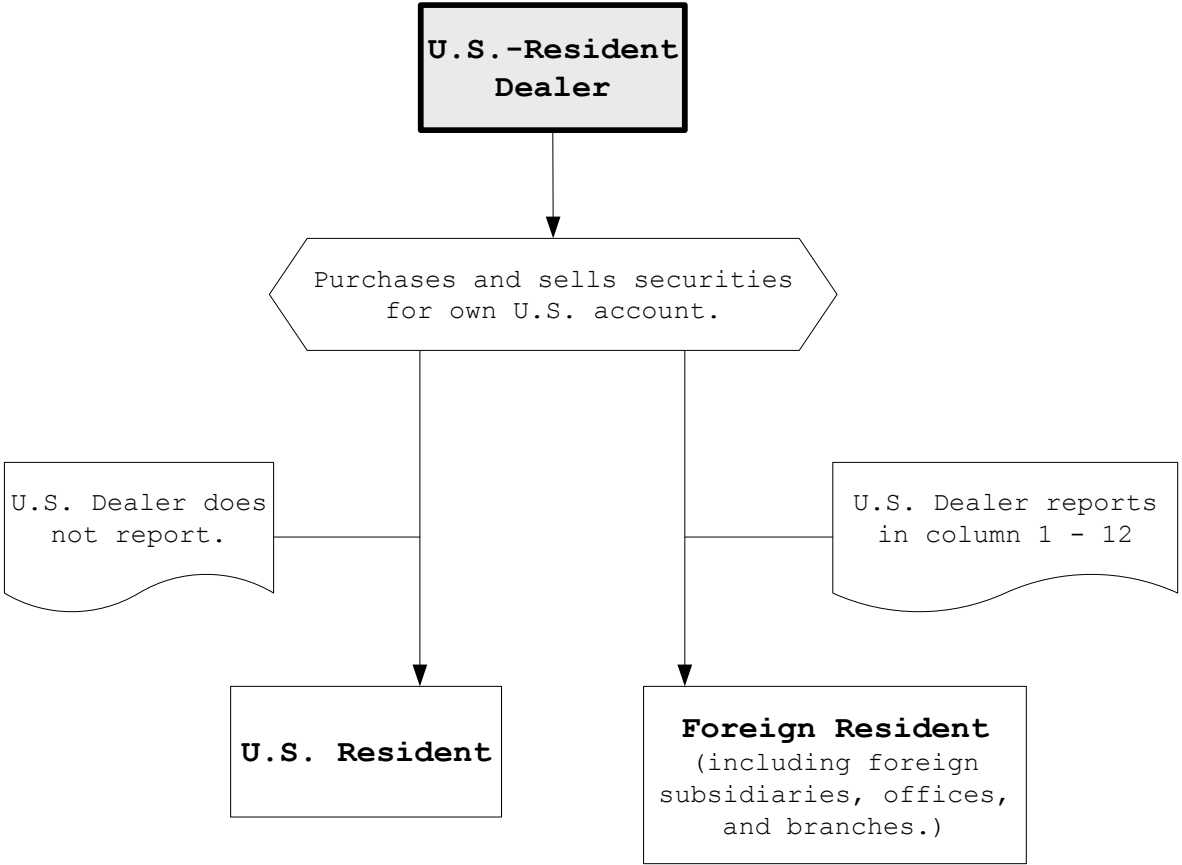 U.S.-Resident
Dealer
Purchases and sells securities
for own U.S. account.
U.S. Dealer does
not report.
U.S. Dealer reports
in column 1 - 12
U.S. Resident
Foreign Resident
(including foreign
subsidiaries, offices,
and branches.)